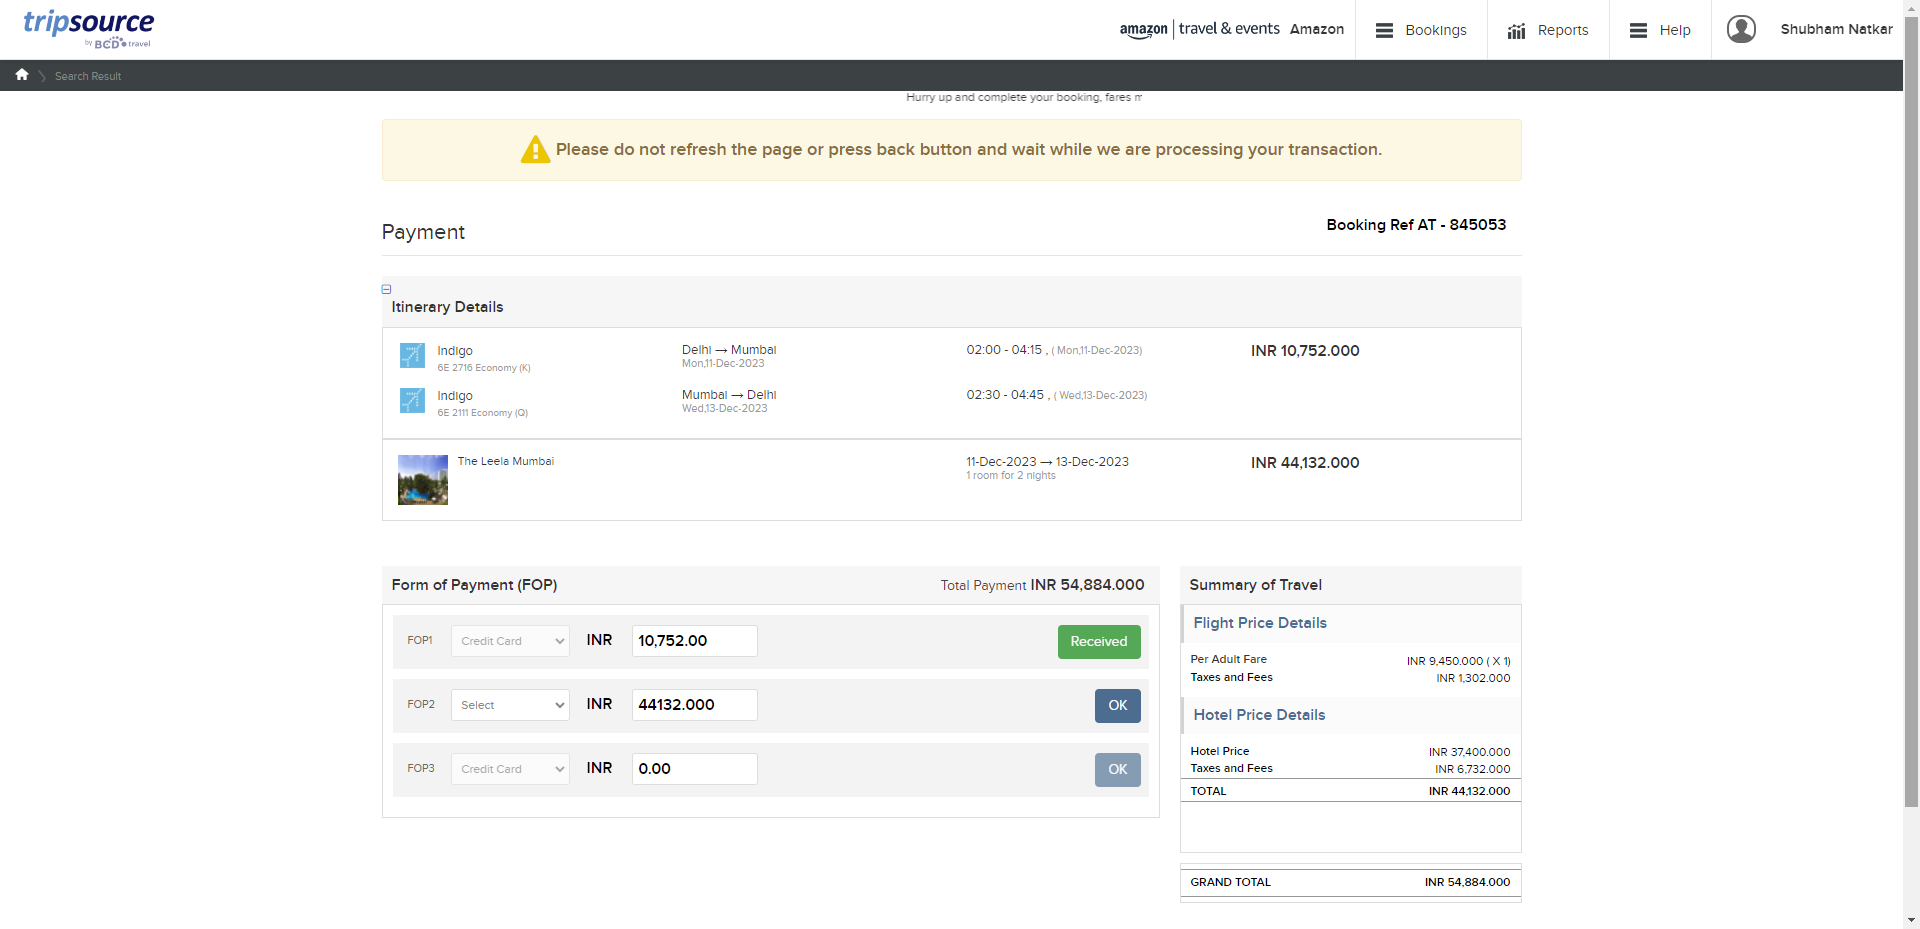 tripsource
by BCD travel
amazon | travel & events Amazon
Bookings
Reports
Help
Shubham Natkar
Search Result
Hurry up and complete your booking, fares m
Please do not refresh the page or press back button and wait while we are processing your transaction.
Payment
Booking Ref AT - 845053
Itinerary Details
Indigo Delhi → Mumbai 02:00 - 04:15 , ( Mon,11-Dec-2023) INR 10,752.000
6E 2716 Economy (K) Mon,11-Dec-2023
Indigo Mumbai → Delhi 02:30 - 04:45 , ( Wed,13-Dec-2023)
6E 2111 Economy (Q) Wed,13-Dec-2023
The Leela Mumbai 11-Dec-2023 → 13-Dec-2023 INR 44,132.000
1 room for 2 nights
Form of Payment (FOP) Total Payment INR 54,884.000
FOP1 Credit Card INR 10,752.00 Received
FOP2 Select INR 44132.000 OK
FOP3 Credit Card INR 0.00 OK
Summary of Travel
Flight Price Details
Per Adult Fare INR 9,450.000 ( X 1)
Taxes and Fees INR 1,302.000
Hotel Price Details
Hotel Price INR 37,400.000
Taxes and Fees INR 6,732.000
TOTAL INR 44,132.000
GRAND TOTAL INR 54,884.000